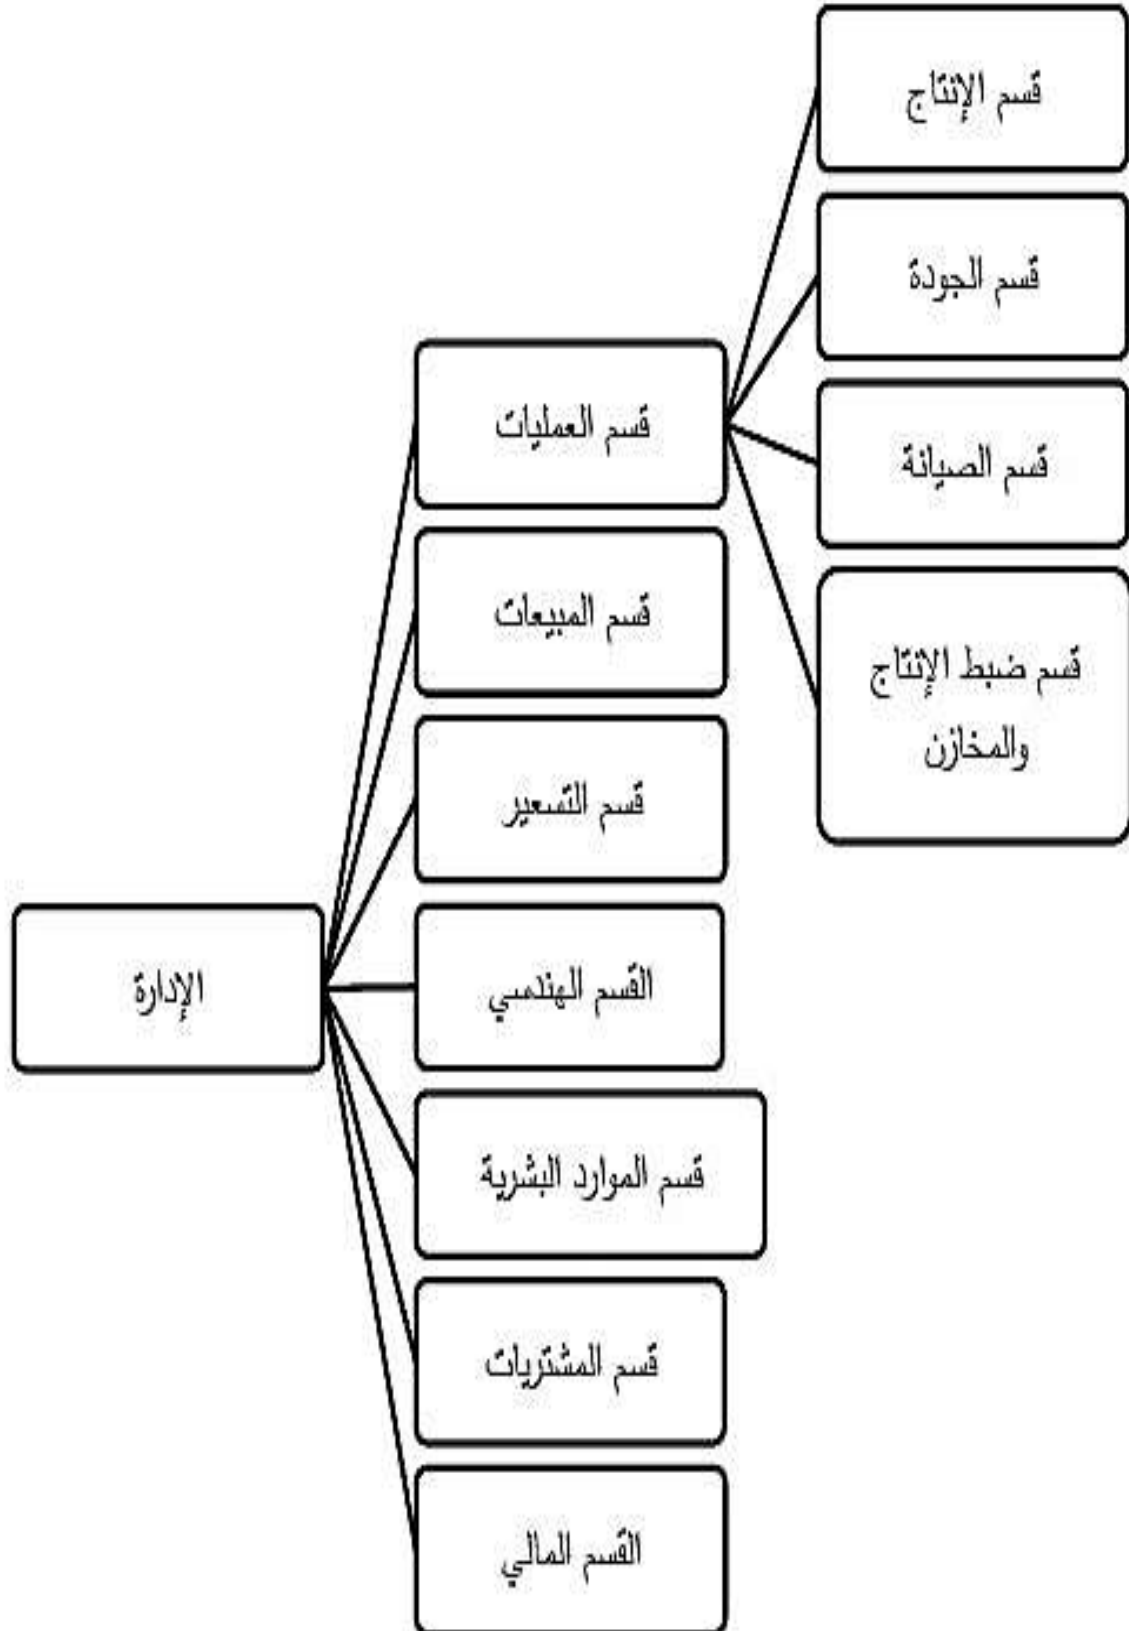 الإدارة
قسم العمليات
قسم المبيعات
قسم التسعير
القسم الهندسي
قسم الموارد البشرية
قسم المشتريات
القسم المالي
قسم الإنتاج
قسم الجودة
قسم الصيانة
قسم ضبط الإنتاج
والمخازن